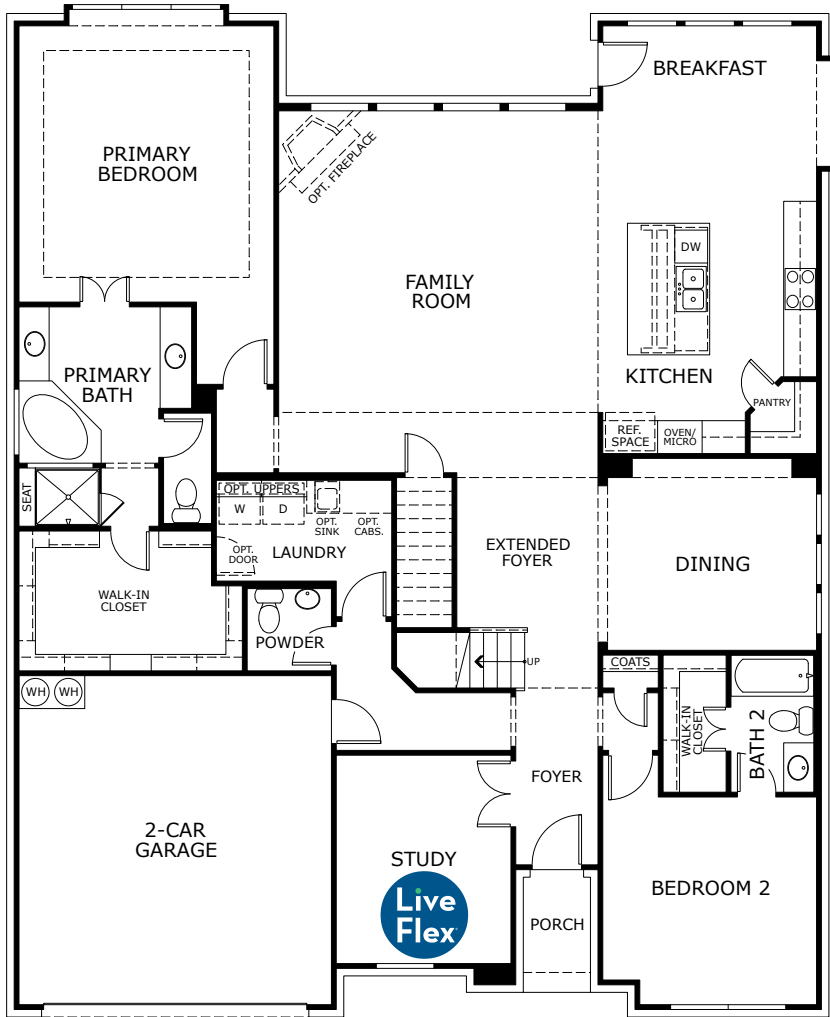 BREAKFAST
PRIMARY
BEDROOM
OPT. FIREPLACE
DW
FAMILY
ROOM
PRIMARY
BATH
KITCHEN
PANTRY
REF.
SPACE
OVEN/
MICRO
SEAT
OPT. UPPERS
W
D
OPT.
SINK
OPT.
CABS.
OPT.
DOOR
LAUNDRY
EXTENDED
FOYER
DINING
WALK-IN
CLOSET
POWDER
UP
COATS
WALK-IN
CLOSET
BATH 2
WH
WH
FOYER
2-CAR
GARAGE
STUDY
Live
Flex
BEDROOM 2
PORCH